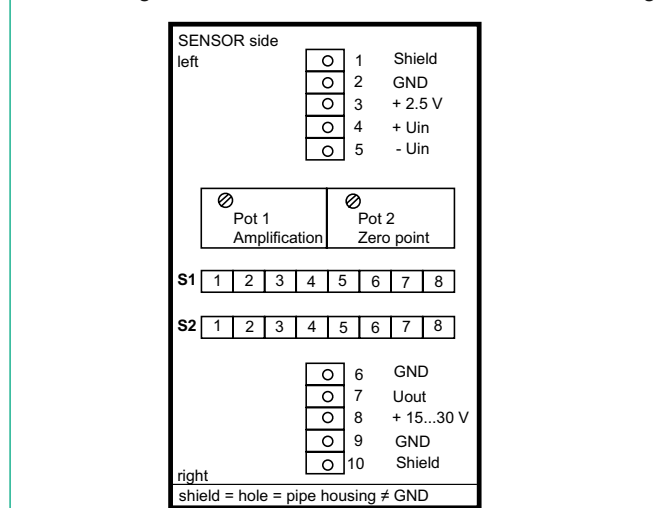 SENSOR side
left
1 Shield
2 GND
3 + 2.5 V
4 + Uin
5 - Uin
Pot 1
Amplification
Pot 2
Zero point
S1 1 2 3 4 5 6 7 8
S2 1 2 3 4 5 6 7 8
6 GND
7 Uout
8 + 15...30 V
9 GND
10 Shield
right
shield = hole = pipe housing ≠ GND